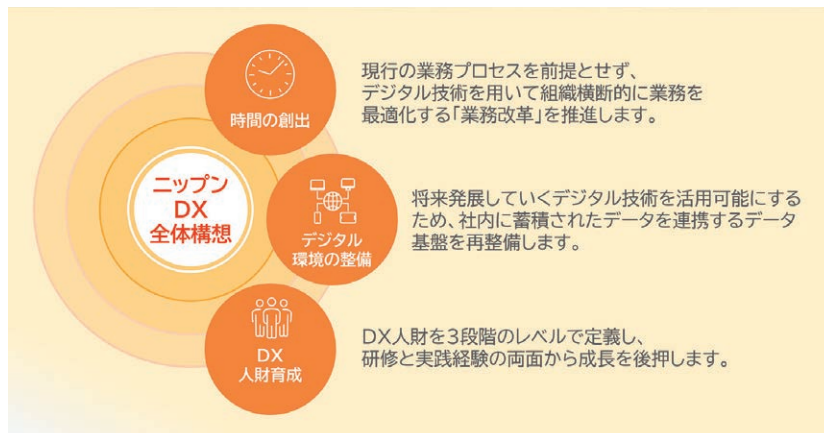 ニップン
DX
全体構想
時間の創出
現行の業務プロセスを前提とせず、
デジタル技術を用いて組織横断的に業務を
最適化する「業務改革」を推進します。
デジタル
環境の整備
将来発展していくデジタル技術を活用可能にする
ため、社内に蓄積されたデータを連携するデータ
基盤を再整備します。
DX
人財育成
DX人財を3段階のレベルで定義し、
研修と実践経験の両面から成長を後押します。